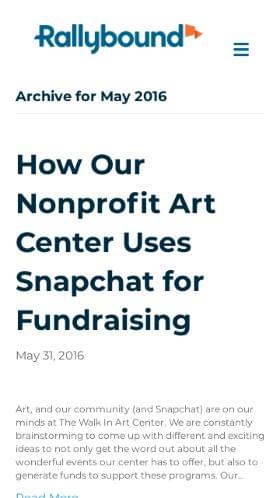 Rallybound
Archive for May 2016
How Our
Nonprofit Art
Center Uses
Snapchat for
Fundraising
May 31, 2016
Art, and our community (and Snapchat) are on our
minds at The Walk In Art Center. We are constantly
brainstorming to come up with different and exciting
ideas to not only get the word out about all the
wonderful events our center has to offer, but also to
generate funds to support these programs. Our...
Read More